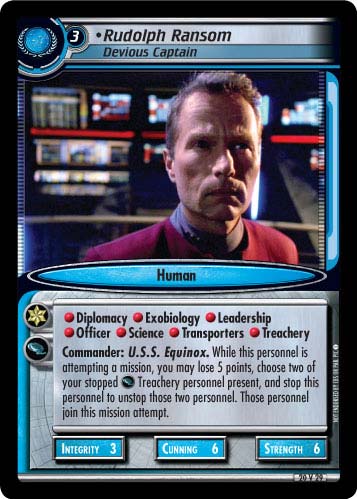 3
•Rudolph Ransom
Devious Captain
Human
Diplomacy Exobiology Leadership
Officer Science Transporters Treachery
Commander: U.S.S. Equinox. While this personnel is
attempting a mission, you may lose 5 points, choose two of
your stopped Treachery personnel present, and stop this
personnel to unstop those two personnel. Those personnel
join this mission attempt.
INTEGRITY 3 CUNNING 6 STRENGTH 6
20 V 29